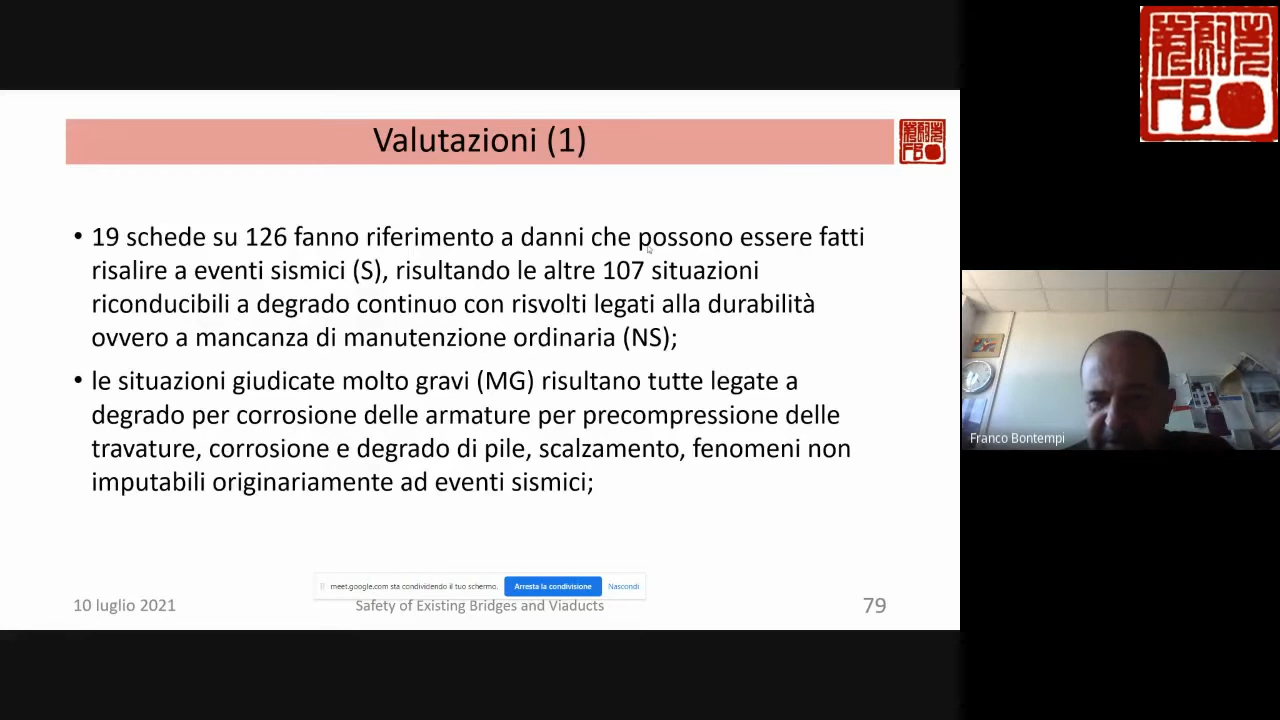 Valutazioni (1)
• 19 schede su 126 fanno riferimento a danni che possono essere fatti
risalire a eventi sismici (S), risultando le altre 107 situazioni
riconducibili a degrado continuo con risvolti legati alla durabilità
ovvero a mancanza di manutenzione ordinaria (NS);
• le situazioni giudicate molto gravi (MG) risultano tutte legate a
degrado per corrosione delle armature per precompressione delle
travature, corrosione e degrado di pile, scalzamento, fenomeni non
imputabili originariamente ad eventi sismici;
meet.google.com sta condividendo il tuo schermo. Arresta la condivisione Nascondi
10 luglio 2021 Safety of Existing Bridges and Viaducts 79
Franco Bontempi